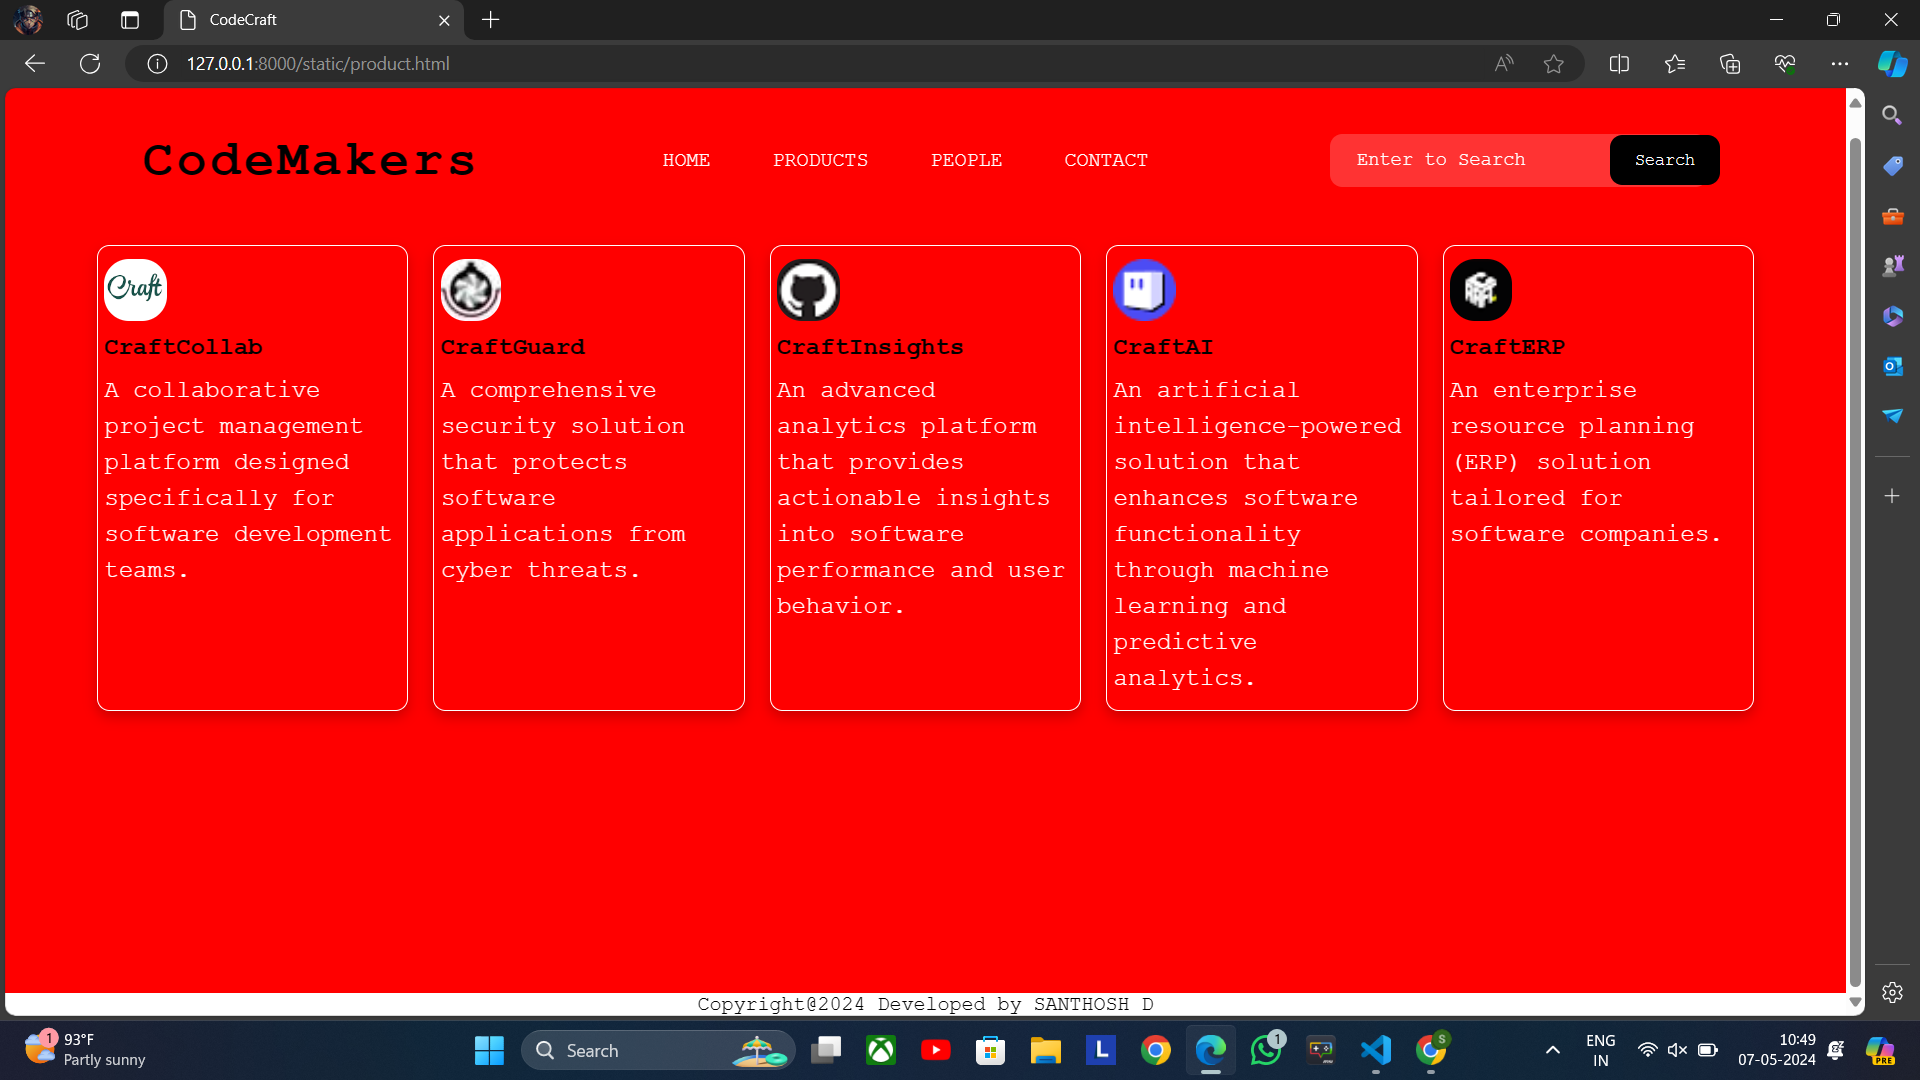 CodeCraft
127.0.0.1:8000/static/product.html
CodeMakers
HOME
PRODUCTS
PEOPLE
CONTACT
Enter to Search
Search
Craft
CraftCollab
A collaborative
project management
platform designed
specifically for
software development
teams.
CraftGuard
A comprehensive
security solution
that protects
software
applications from
cyber threats.
CraftInsights
An advanced
analytics platform
that provides
actionable insights
into software
performance and user
behavior.
CraftAI
An artificial
intelligence-powered
solution that
enhances software
functionality
through machine
learning and
predictive
analytics.
CraftERP
An enterprise
resource planning
(ERP) solution
tailored for
software companies.
Copyright@2024 Developed by SANTHOSH D
1
93°F
Partly sunny
Search
L
1
S
ENG
IN
10:49
07-05-2024
PRE